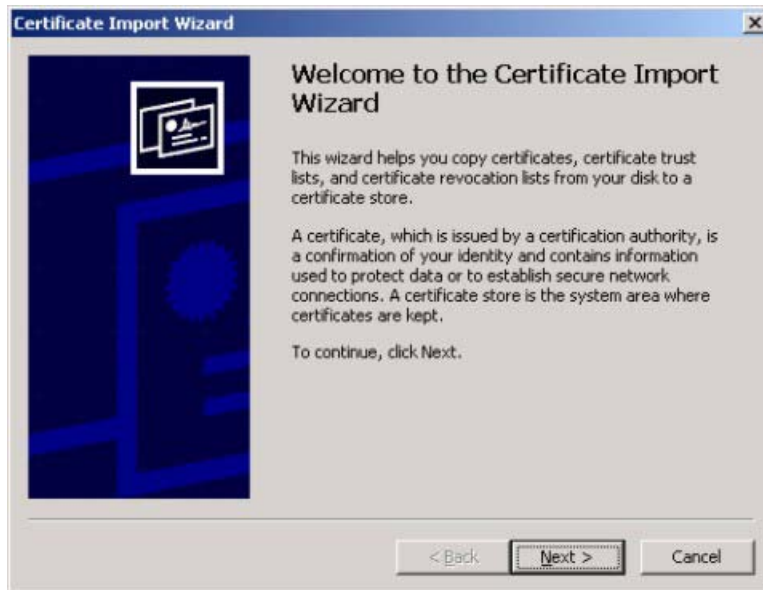 Certificate Import Wizard
Welcome to the Certificate Import
Wizard
This wizard helps you copy certificates, certificate trust
lists, and certificate revocation lists from your disk to a
certificate store.
A certificate, which is issued by a certification authority, is
a confirmation of your identity and contains information
used to protect data or to establish secure network
connections. A certificate store is the system area where
certificates are kept.
To continue, click Next.
< Back Next > Cancel